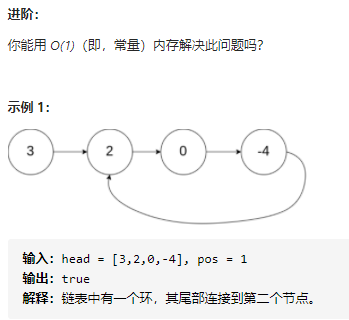 进阶：
你能用 O(1)（即，常量）内存解决此问题吗？
示例 1：
3 2 0 -4
输入：head = [3,2,0,-4], pos = 1
输出：true
解释：链表中有一个环，其尾部连接到第二个节点。